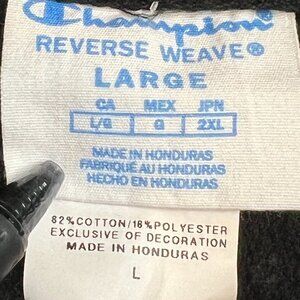 Champion
REVERSE WEAVE®
LARGE
CA MEX JPN
L/G G 2XL
MADE IN HONDURAS
FABRIQUÉ AU HONDURAS
HECHO EN HONDURAS
82%COTTON/18%POLYESTER
EXCLUSIVE OF DECORATION
MADE IN HONDURAS
L